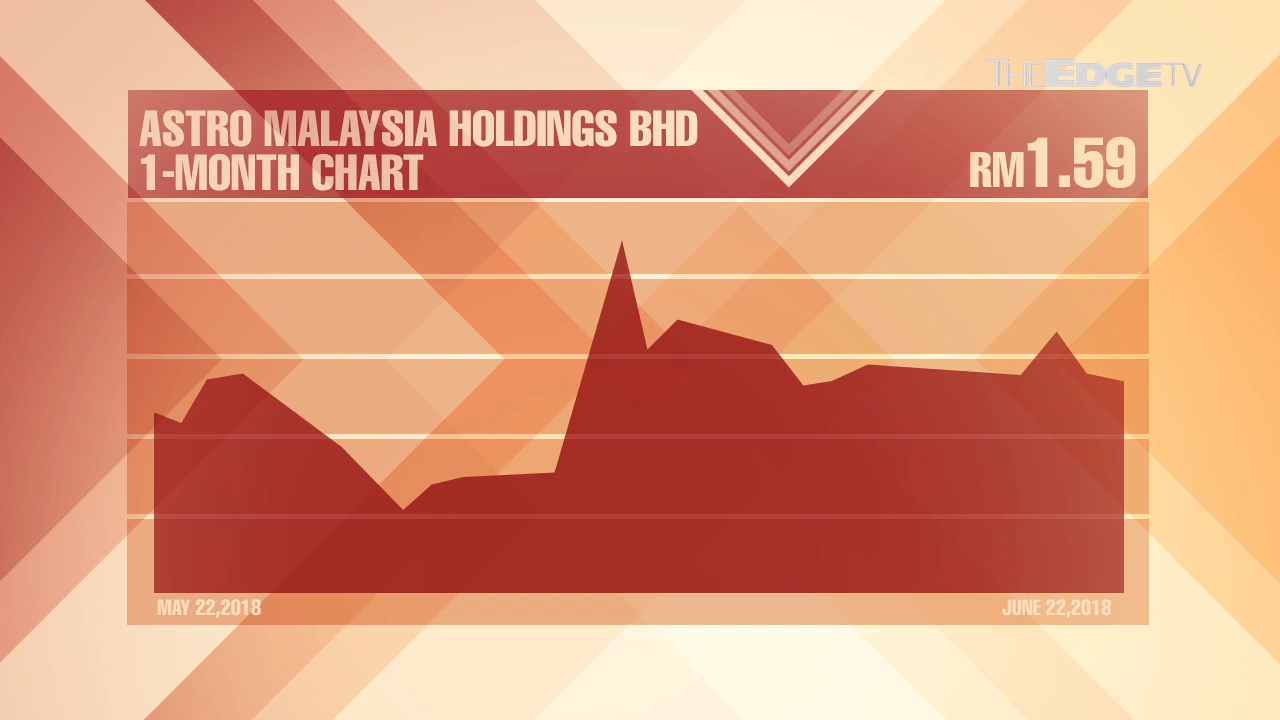 THEEDGETV
ASTRO MALAYSIA HOLDINGS BHD
1-MONTH CHART
RM1.59
MAY 22,2018
JUNE 22,2018